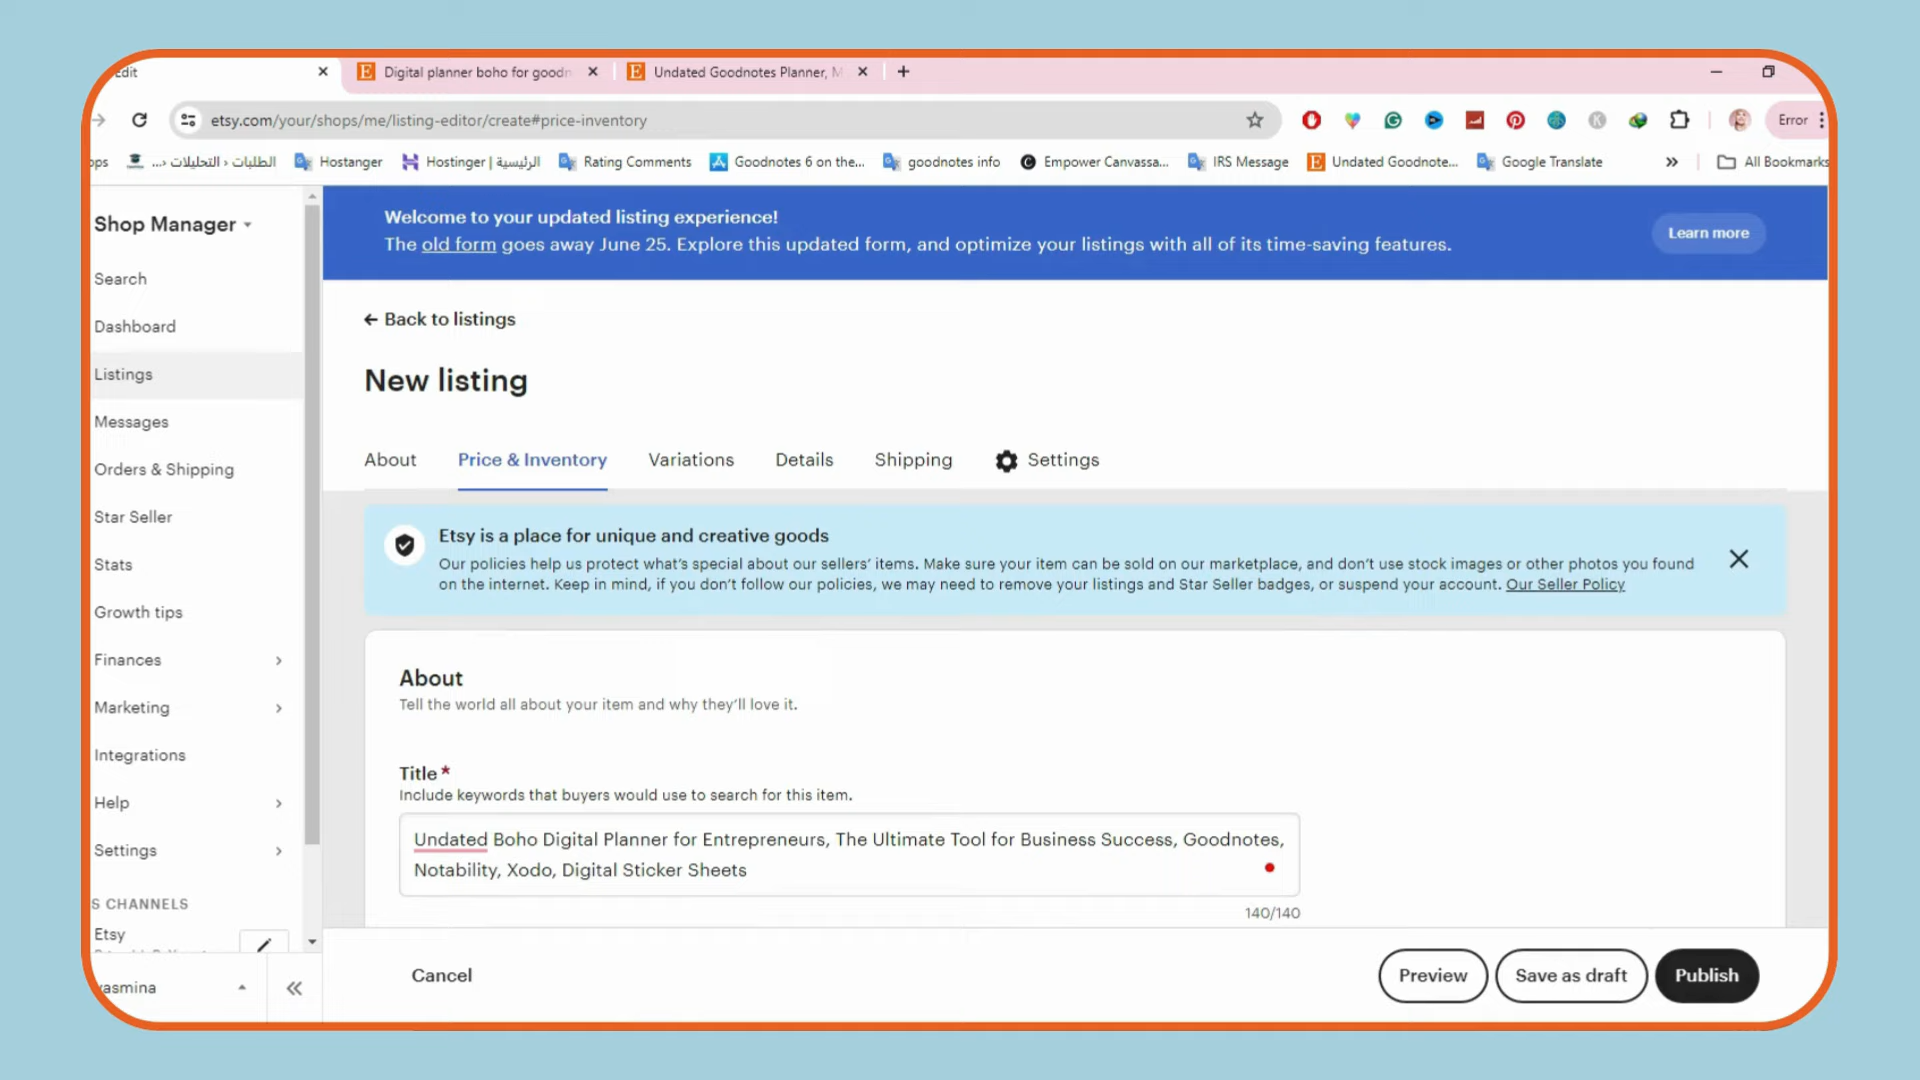 Edit
Digital planner boho for goodn
Undated Goodnotes Planner, M
etsy.com/your/shops/me/listing-editor/create#price-inventory
Error
ops
الطلبات ‹ التحليلات ‹...
Hostanger
Hostinger | الرئيسية
Rating Comments
Goodnotes 6 on the...
goodnotes info
Empower Canvassa...
IRS Message
Undated Goodnote...
Google Translate
»
All Bookmarks
Shop Manager
Search
Dashboard
Listings
Messages
Orders & Shipping
Star Seller
Stats
Growth tips
Finances
Marketing
Integrations
Help
Settings
S CHANNELS
Etsy
asmina
Welcome to your updated listing experience!
The old form goes away June 25. Explore this updated form, and optimize your listings with all of its time-saving features.
Learn more
Back to listings
New listing
About
Price & Inventory
Variations
Details
Shipping
Settings
Etsy is a place for unique and creative goods
Our policies help us protect what's special about our sellers' items. Make sure your item can be sold on our marketplace, and don't use stock images or other photos you found
on the internet. Keep in mind, if you don't follow our policies, we may need to remove your listings and Star Seller badges, or suspend your account. Our Seller Policy
About
Tell the world all about your item and why they'll love it.
Title *
Include keywords that buyers would use to search for this item.
Undated Boho Digital Planner for Entrepreneurs, The Ultimate Tool for Business Success, Goodnotes,
Notability, Xodo, Digital Sticker Sheets
140/140
Cancel
Preview
Save as draft
Publish